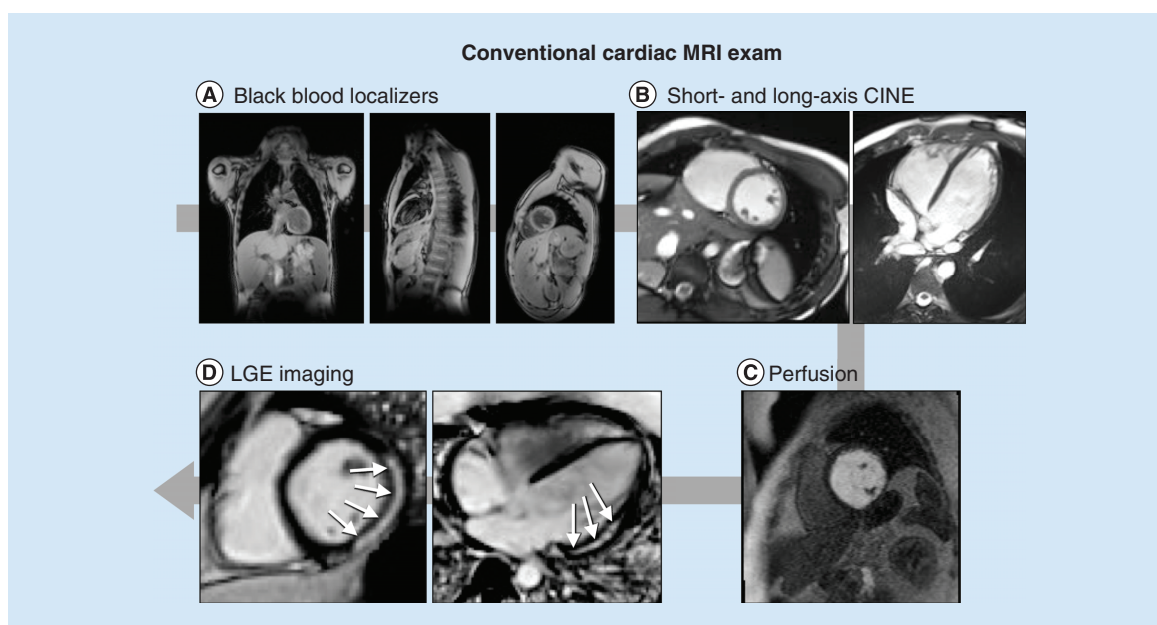 Conventional cardiac MRI exam
A Black blood localizers
B Short- and long-axis CINE
C Perfusion
D LGE imaging